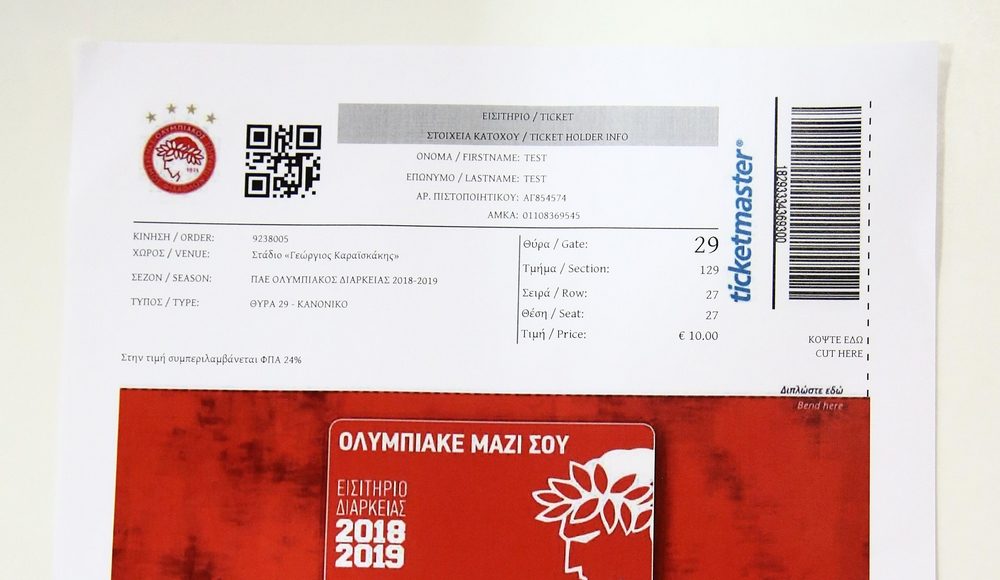 ΟΛΥΜΠΙΑΚΟΣ
1925
ΕΙΣΙΤΗΡΙΟ / TICKET
ΣΤΟΙΧΕΙΑ ΚΑΤΟΧΟΥ / TICKET HOLDER INFO
ΟΝΟΜΑ / FIRSTNAME: TEST
ΕΠΩΝΥΜΟ / LASTNAME: TEST
ΑΡ. ΠΙΣΤΟΠΟΙΗΤΙΚΟΥ: ΑΓ854574
ΑΜΚΑ: 01108369545
ΚΙΝΗΣΗ / ORDER: 9238005
ΧΩΡΟΣ / VENUE: Στάδιο «Γεώργιος Καραϊσκάκης»
ΣΕΖΟΝ / SEASON: ΠΑΕ ΟΛΥΜΠΙΑΚΟΣ ΔΙΑΡΚΕΙΑΣ 2018-2019
ΤΥΠΟΣ / TYPE: ΘΥΡΑ 29 - ΚΑΝΟΝΙΚΟ
Θύρα / Gate: 29
Τμήμα / Section: 129
Σειρά / Row: 27
Θέση / Seat: 27
Τιμή / Price: € 10.00
ticketmaster®
18293334369300
ΚΟΨΤΕ ΕΔΩ
CUT HERE
Στην τιμή συμπεριλαμβάνεται ΦΠΑ 24%
Διπλώστε εδώ
Bend here
ΟΛΥΜΠΙΑΚΕ ΜΑΖΙ ΣΟΥ
ΕΙΣΙΤΗΡΙΟ
ΔΙΑΡΚΕΙΑΣ
2018
2019